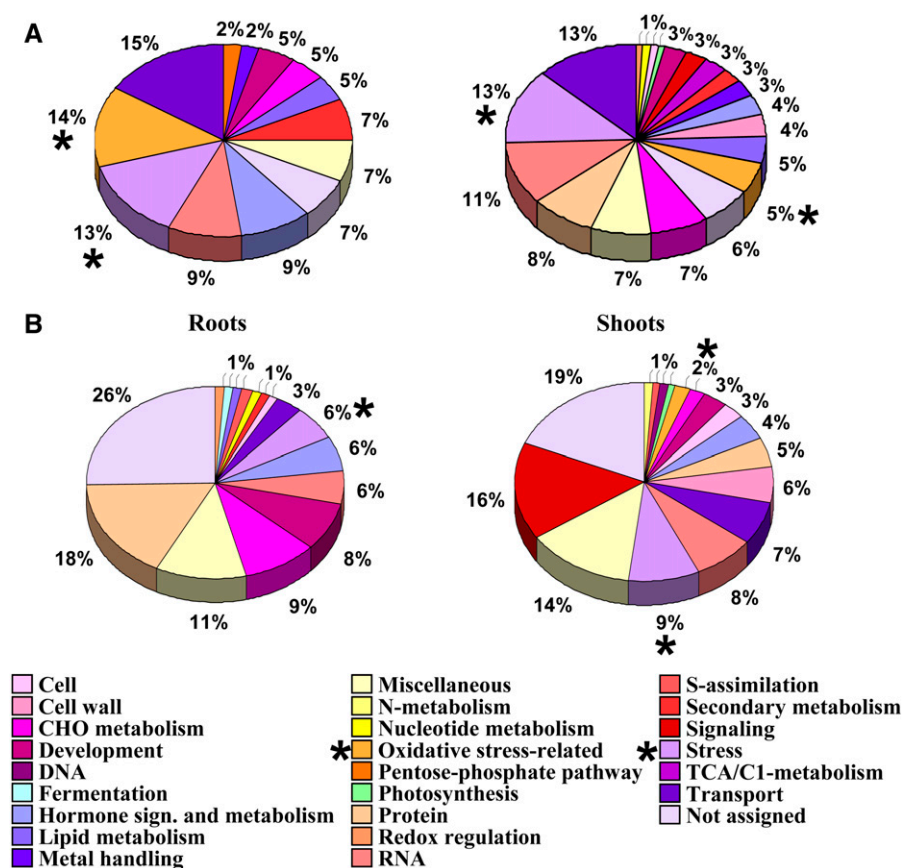 A
15%
2%
2%
5%
5%
5%
7%
7%
7%
9%
9%
13%
*
14%
*
13%
1%
3%
3%
3%
3%
3%
4%
4%
5%
5%
*
6%
7%
7%
8%
11%
13%
*
B
Roots
Shoots
26%
1%
1%
3%
6%
*
6%
6%
8%
9%
11%
18%
19%
1%
*
2%
3%
3%
4%
5%
6%
7%
8%
9%
*
14%
16%
Cell
Cell wall
CHO metabolism
Development
DNA
Fermentation
Hormone sign. and metabolism
Lipid metabolism
Metal handling
Miscellaneous
N-metabolism
Nucleotide metabolism
* Oxidative stress-related
Pentose-phosphate pathway
Photosynthesis
Protein
Redox regulation
RNA
S-assimilation
Secondary metabolism
Signaling
* Stress
TCA/C1-metabolism
Transport
Not assigned